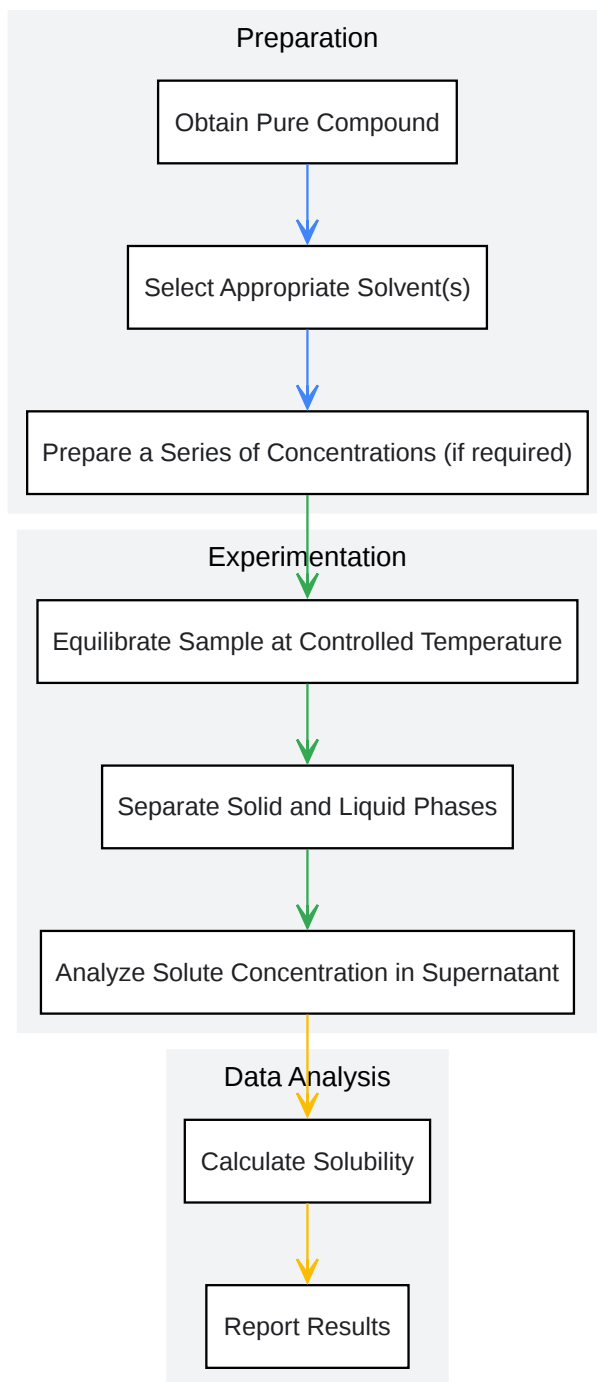 Preparation
Obtain Pure Compound
Select Appropriate Solvent(s)
Prepare a Series of Concentrations (if required)
Experimentation
Equilibrate Sample at Controlled Temperature
Separate Solid and Liquid Phases
Analyze Solute Concentration in Supernatant
Data Analysis
Calculate Solubility
Report Results